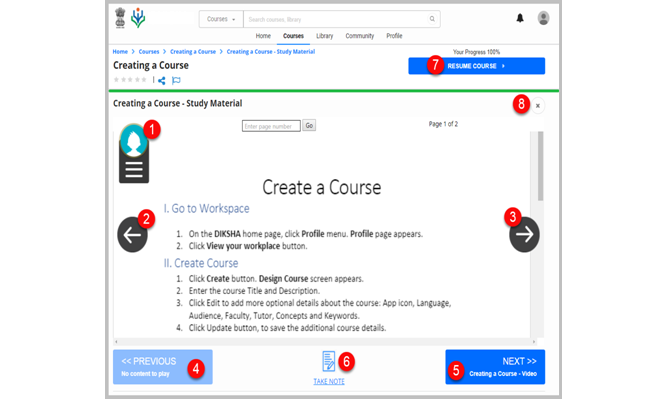 Courses
Search courses, library
Home Courses Library Community Profile
Home > Courses > Creating a Course > Creating a Course - Study Material
Your Progress 100%
Creating a Course
7 RESUME COURSE
Creating a Course - Study Material
8 ×
1
Enter page number Go
Page 1 of 2
Create a Course
I. Go to Workspace
2
3
1. On the DIKSHA home page, click Profile menu. Profile page appears.
2. Click View your workplace button.
II. Create Course
1. Click Create button. Design Course screen appears.
2. Enter the course Title and Description.
3. Click Edit to add more optional details about the course: App icon, Language,
Audience, Faculty, Tutor, Concepts and Keywords.
4. Click Update button, to save the additional course details.
<< PREVIOUS
No content to play
4
6
TAKE NOTE
NEXT >>
5 Creating a Course - Video